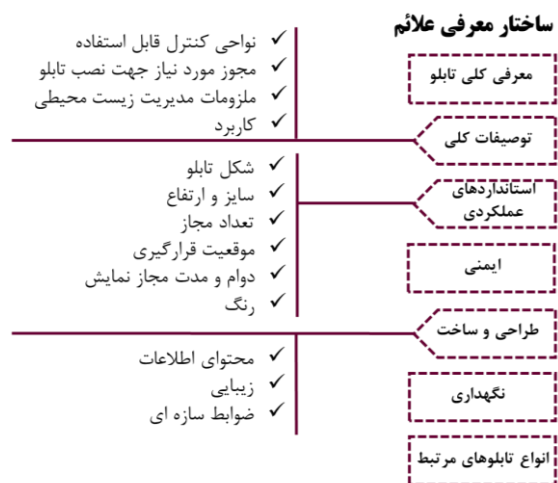 ساختار معرفی علائم
معرفی کلی تابلو
توصیفات کلی
نواحی کنترل قابل استفاده
مجوز مورد نیاز جهت نصب تابلو
ملزومات مدیریت زیست محیطی
کاربرد
استانداردهای
عملکردی
شکل تابلو
سایز و ارتفاع
تعداد مجاز
موقعیت قرارگیری
دوام و مدت مجاز نمایش
رنگ
ایمنی
طراحی و ساخت
محتوای اطلاعات
زیبایی
ضوابط سازه ای
نگهداری
انواع تابلوهای مرتبط